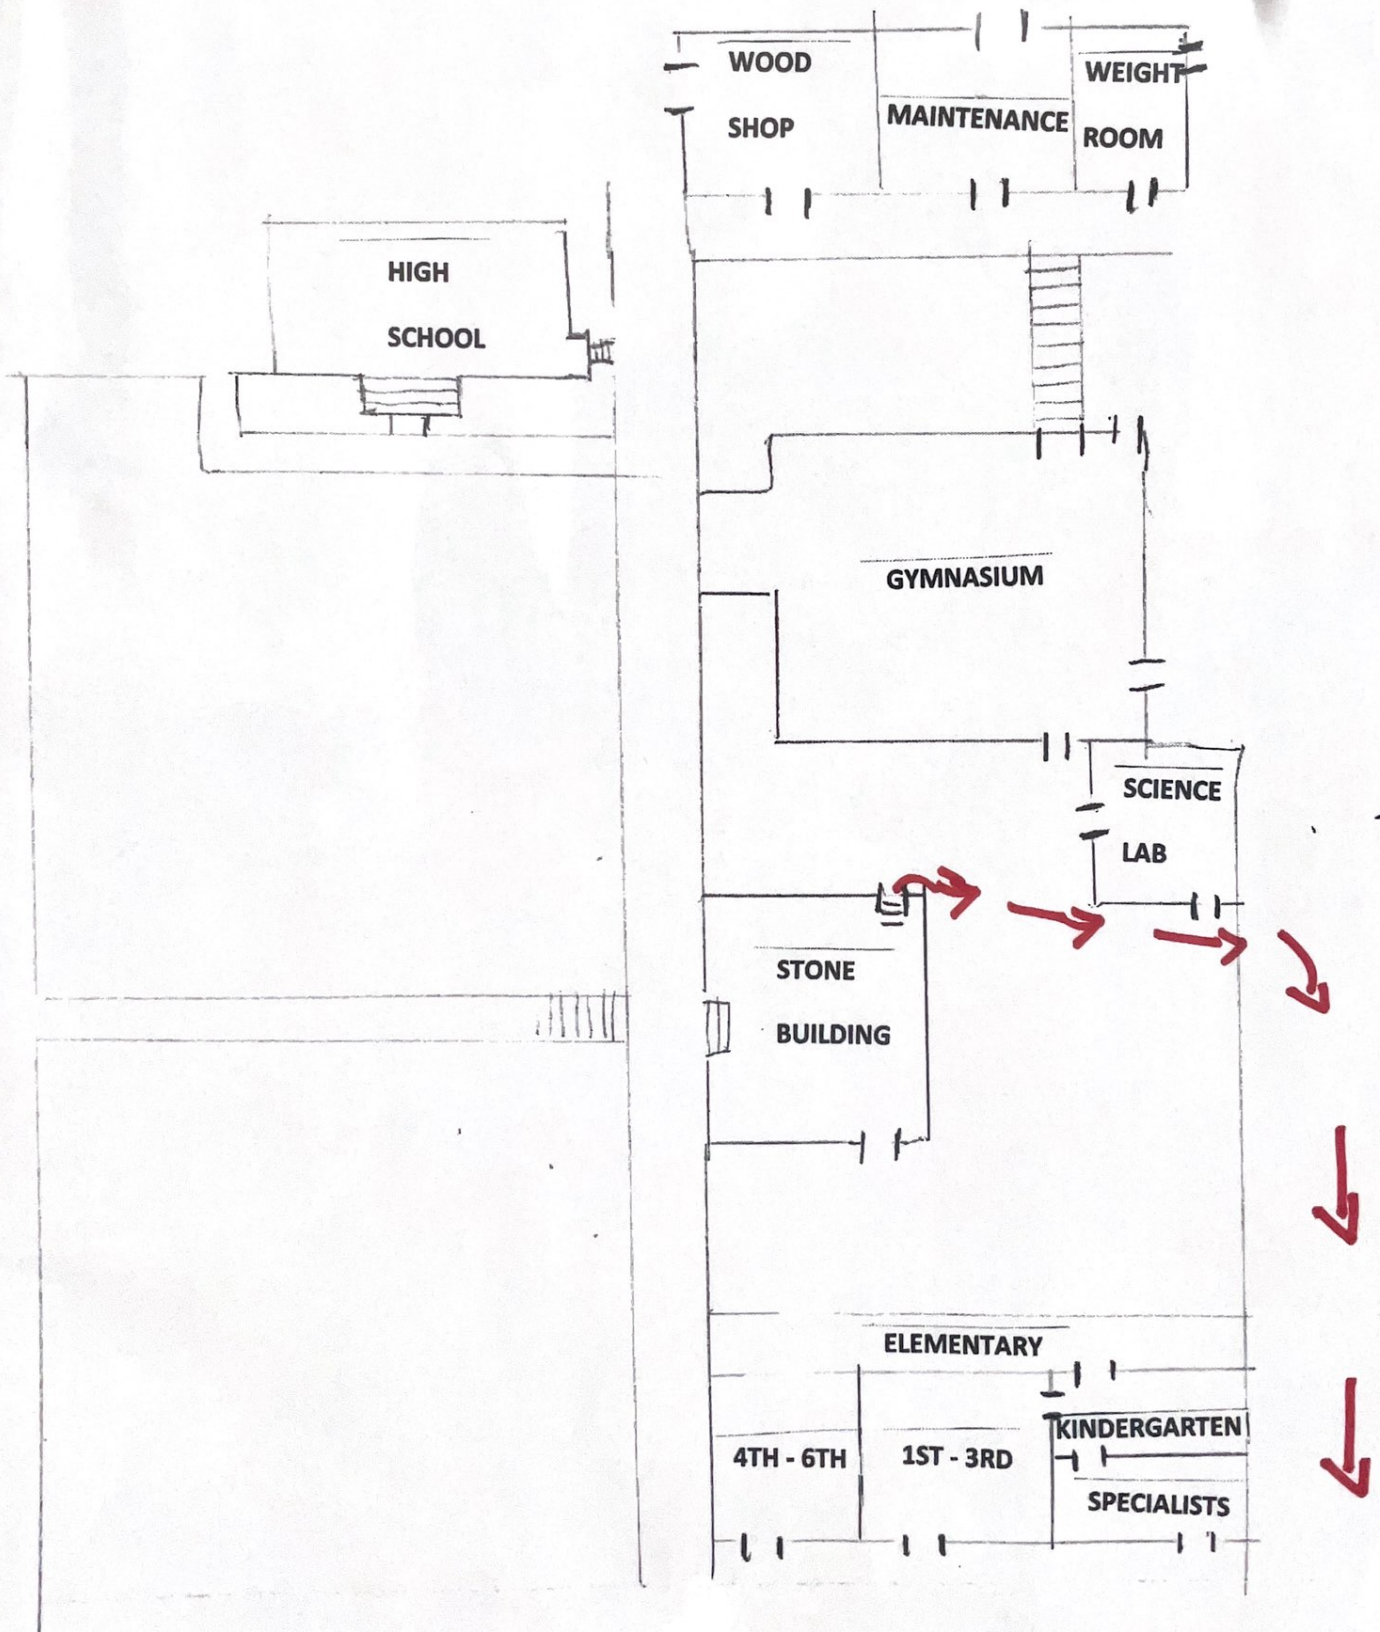 WOOD
SHOP
MAINTENANCE
WEIGHT
ROOM
HIGH
SCHOOL
GYMNASIUM
SCIENCE
LAB
STONE
BUILDING
ELEMENTARY
4TH - 6TH
1ST - 3RD
KINDERGARTEN
SPECIALISTS